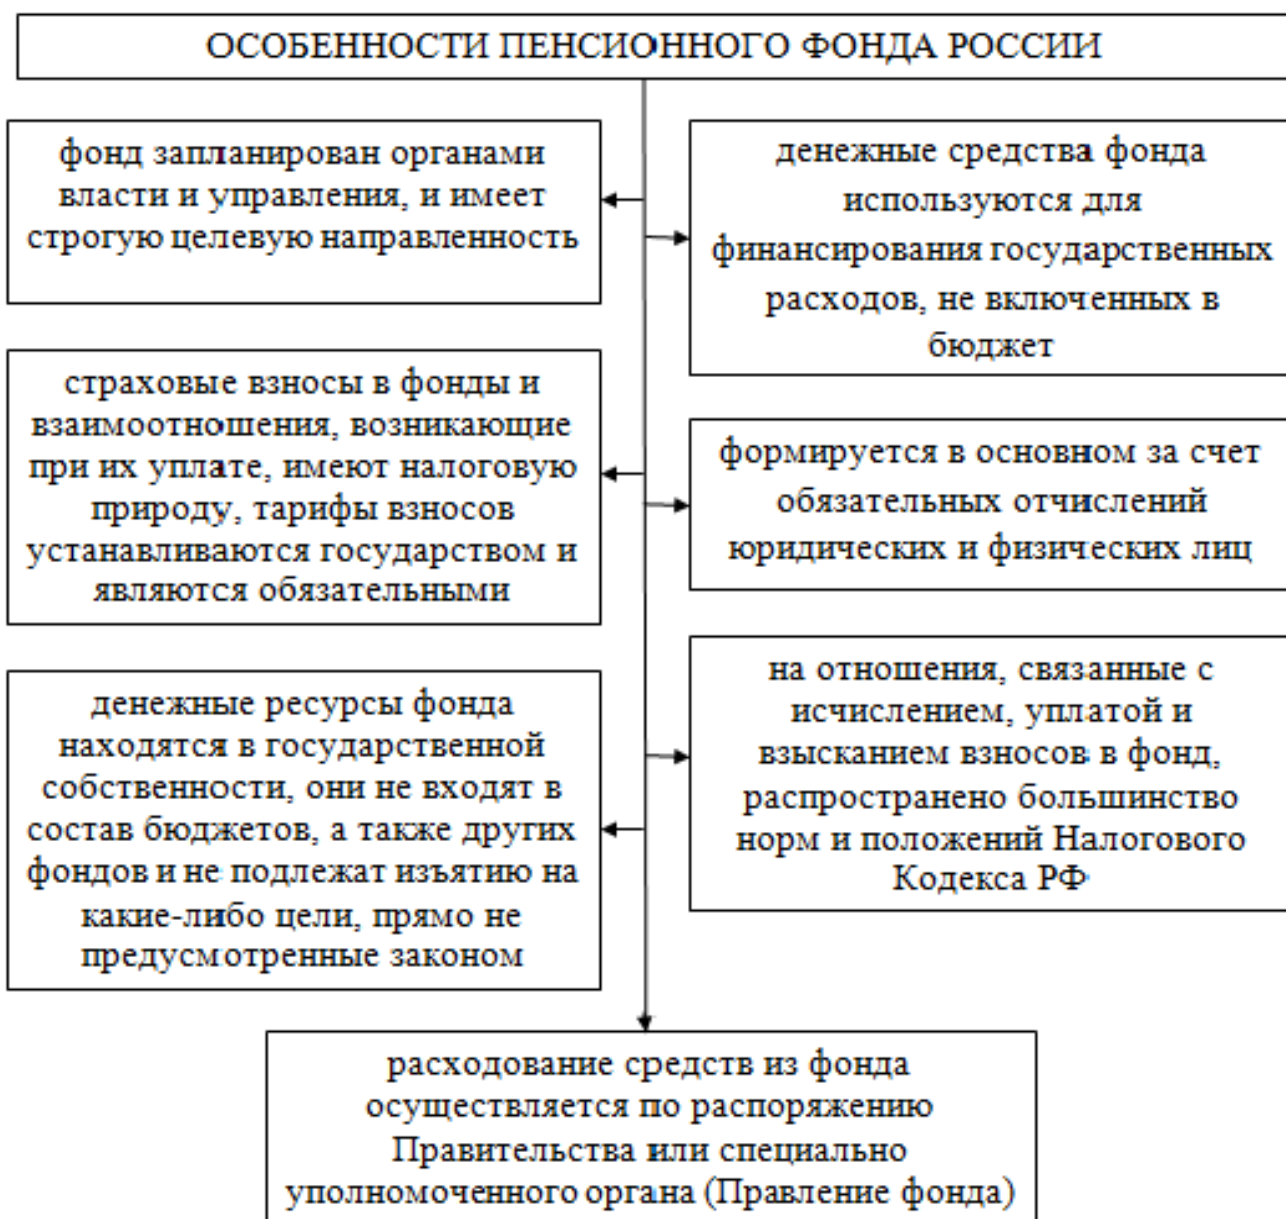 ОСОБЕННОСТИ ПЕНСИОННОГО ФОНДА РОССИИ
фонд запланирован органами
власти и управления, и имеет
строгую целевую направленность
денежные средства фонда
используются для
финансирования государственных
расходов, не включенных в
бюджет
страховые взносы в фонды и
взаимоотношения, возникающие
при их уплате, имеют налоговую
природу, тарифы взносов
устанавливаются государством и
являются обязательными
формируется в основном за счет
обязательных отчислений
юридических и физических лиц
денежные ресурсы фонда
находятся в государственной
собственности, они не входят в
состав бюджетов, а также других
фондов и не подлежат изъятию на
какие-либо цели, прямо не
предусмотренные законом
на отношения, связанные с
исчислением, уплатой и
взысканием взносов в фонд,
распространено большинство
норм и положений Налогового
Кодекса РФ
расходование средств из фонда
осуществляется по распоряжению
Правительства или специально
уполномоченного органа (Правление фонда)